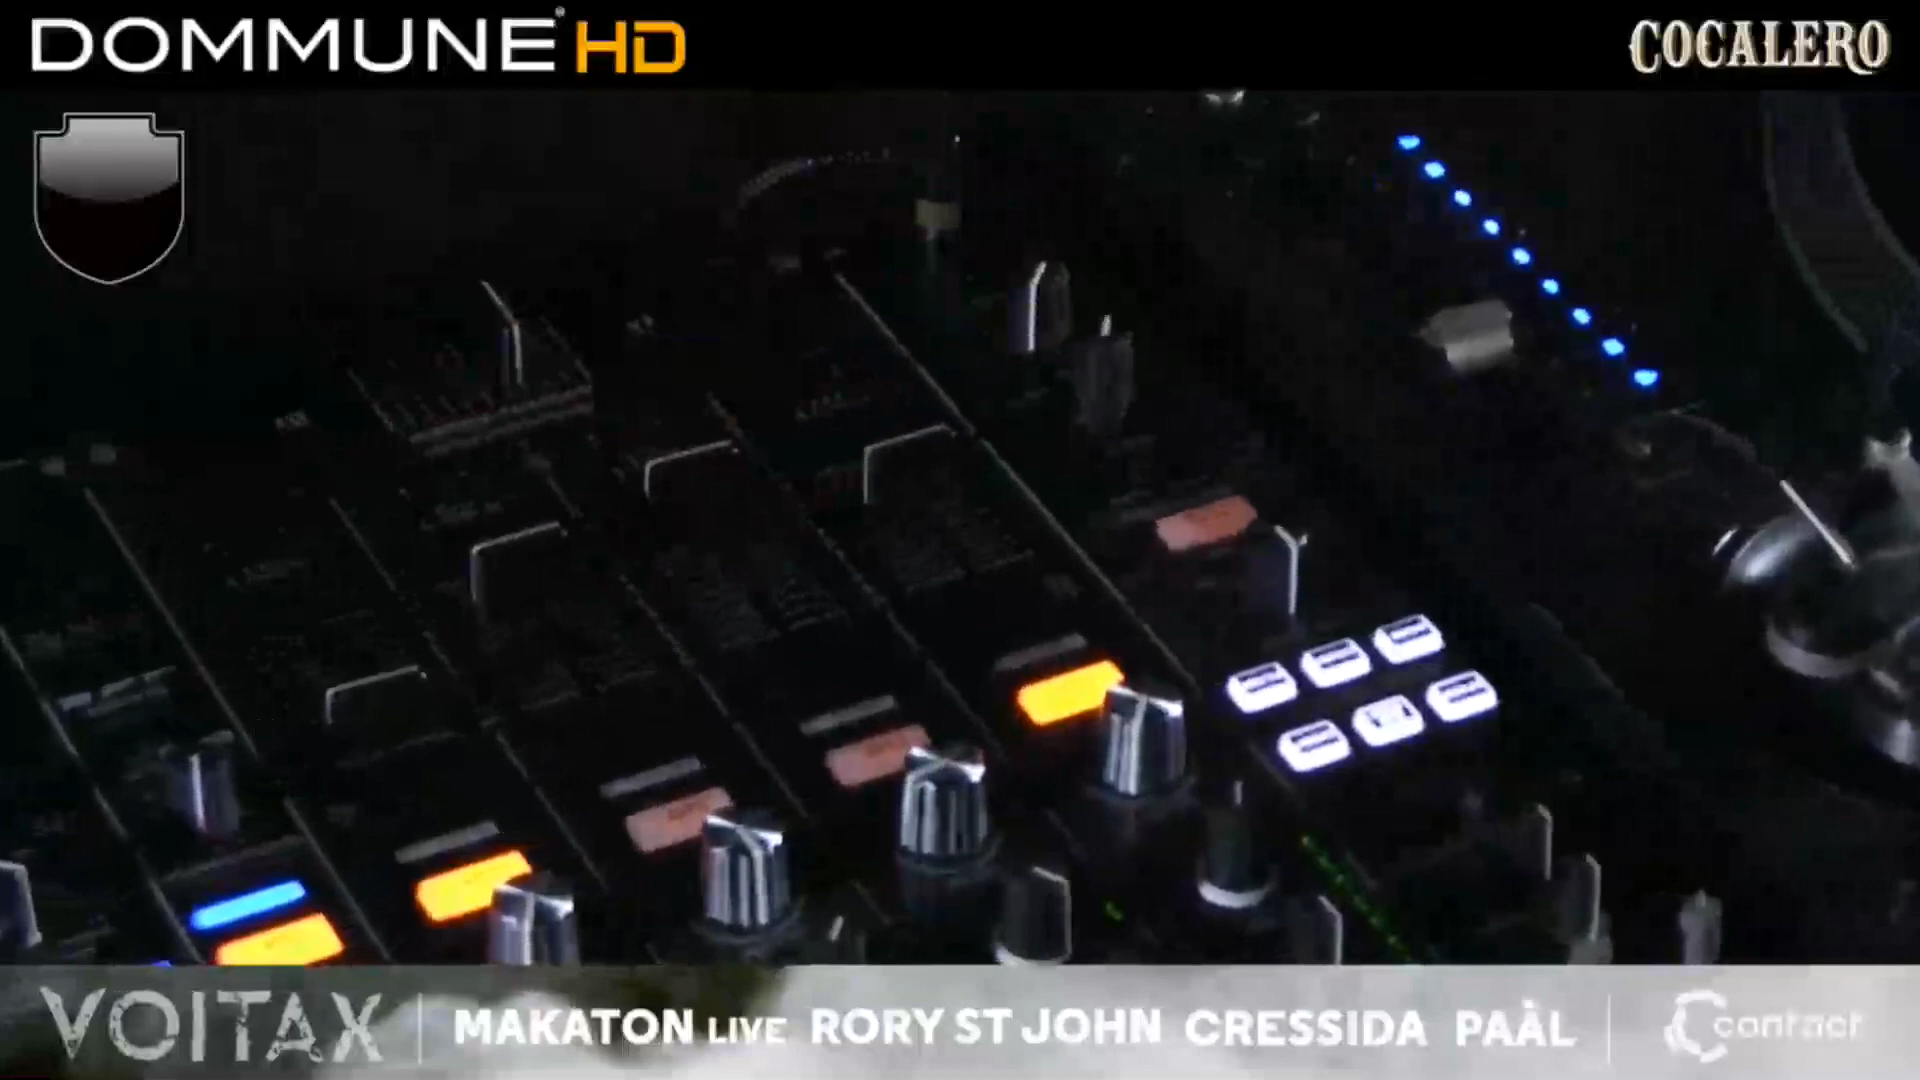 DOMMUNE HD
COCALERO
VOITAX
MAKATON LIVE RORY ST JOHN CRESSIDA PAÀL
contact